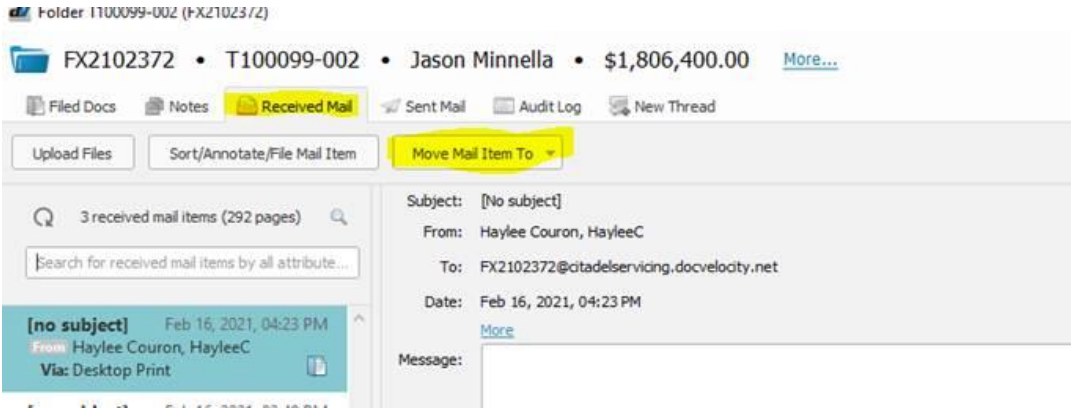 Folder T100099-002 (FX2102372)
FX2102372 • T100099-002 • Jason Minnella • $1,806,400.00 More...
Filed Docs Notes Received Mail Sent Mail Audit Log New Thread
Upload Files Sort/Annotate/File Mail Item Move Mail Item To
3 received mail items (292 pages)
Search for received mail items by all attribute...
[no subject] Feb 16, 2021, 04:23 PM
From Haylee Couron, HayleeC
Via: Desktop Print
Subject: [No subject]
From: Haylee Couron, HayleeC
To: FX2102372@citadelservicing.docvelocity.net
Date: Feb 16, 2021, 04:23 PM
More
Message: